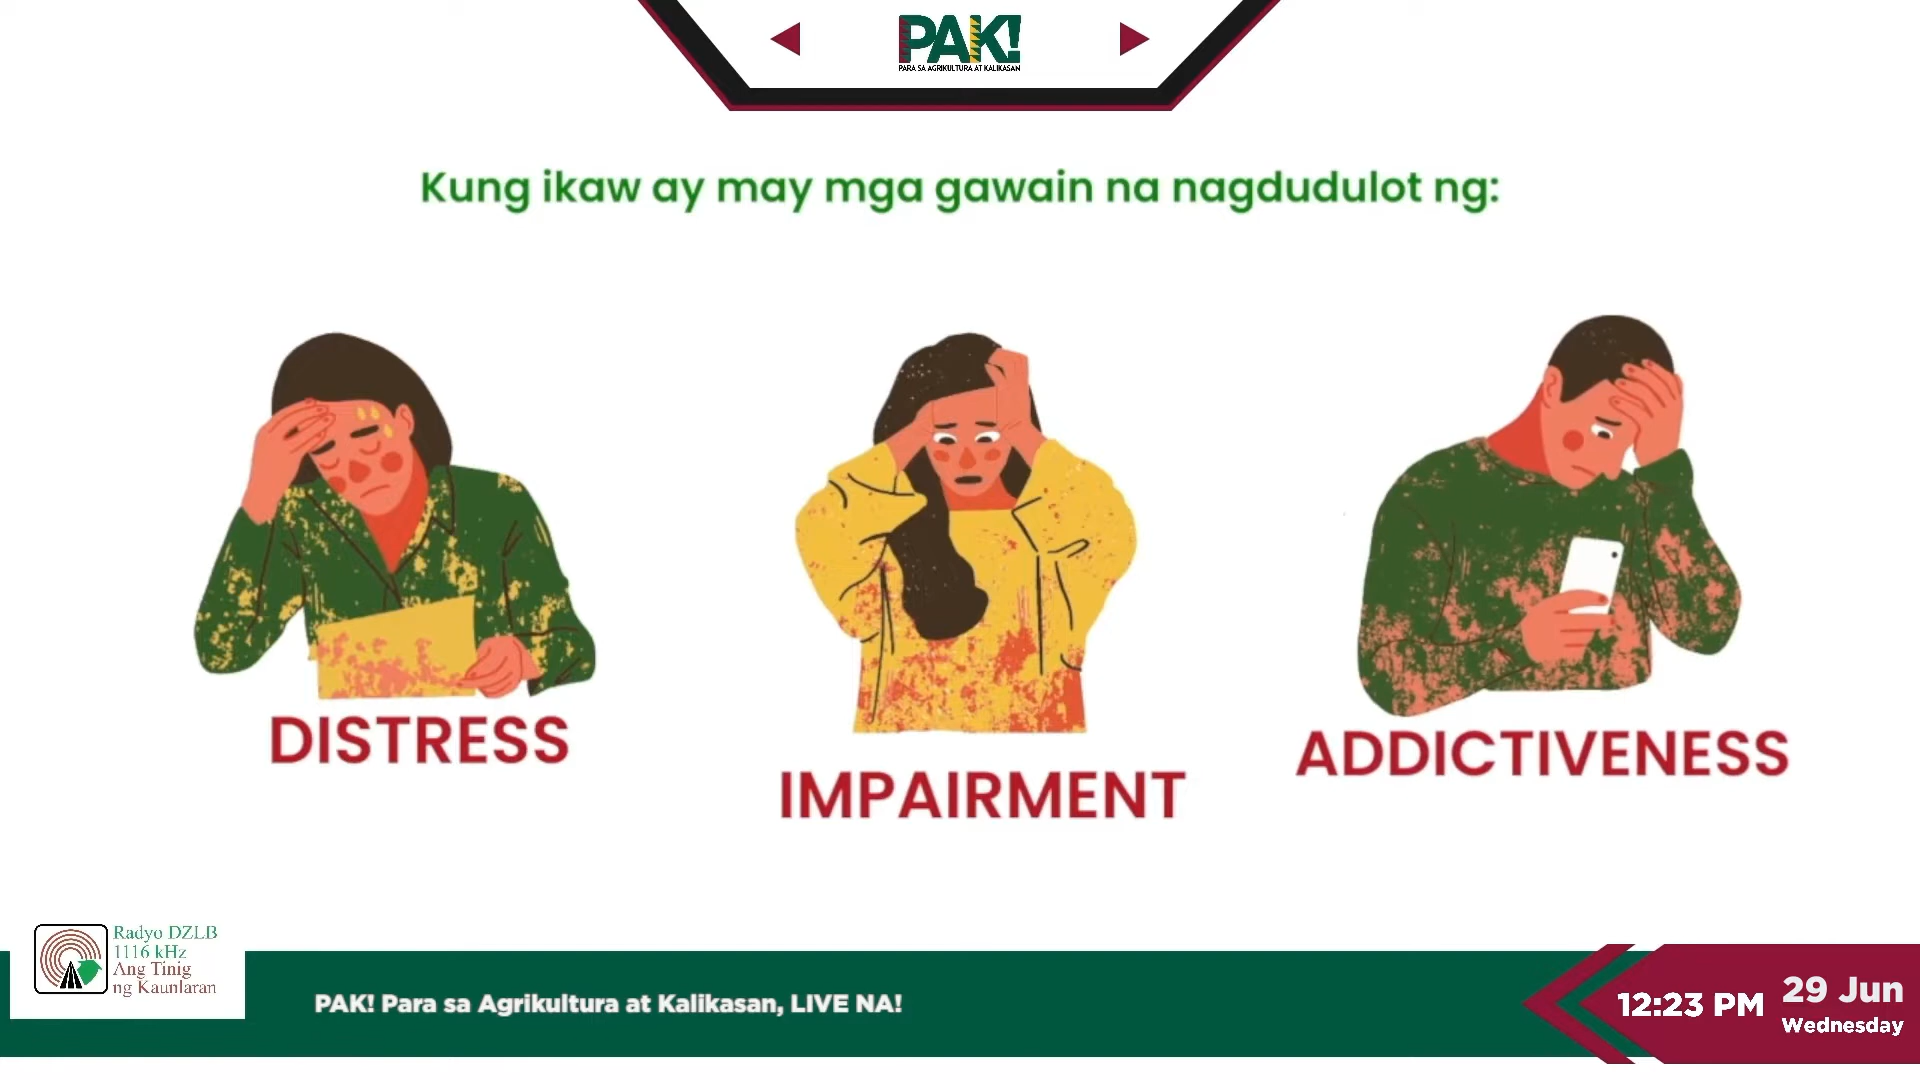 PAK!
PARA SA AGRIKULTURA AT KALIKASAN
Kung ikaw ay may mga gawain na nagdudulot ng:
DISTRESS
IMPAIRMENT
ADDICTIVENESS
Radyo DZLB
1116 kHz
Ang Tinig
ng Kaunlaran
PAK! Para sa Agrikultura at Kalikasan, LIVE NA!
12:23 PM
29 Jun
Wednesday